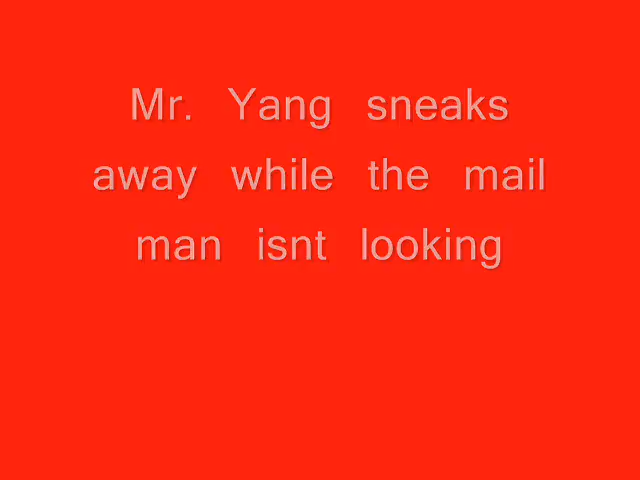 Mr. Yang sneaks
away while the mail
man isnt looking